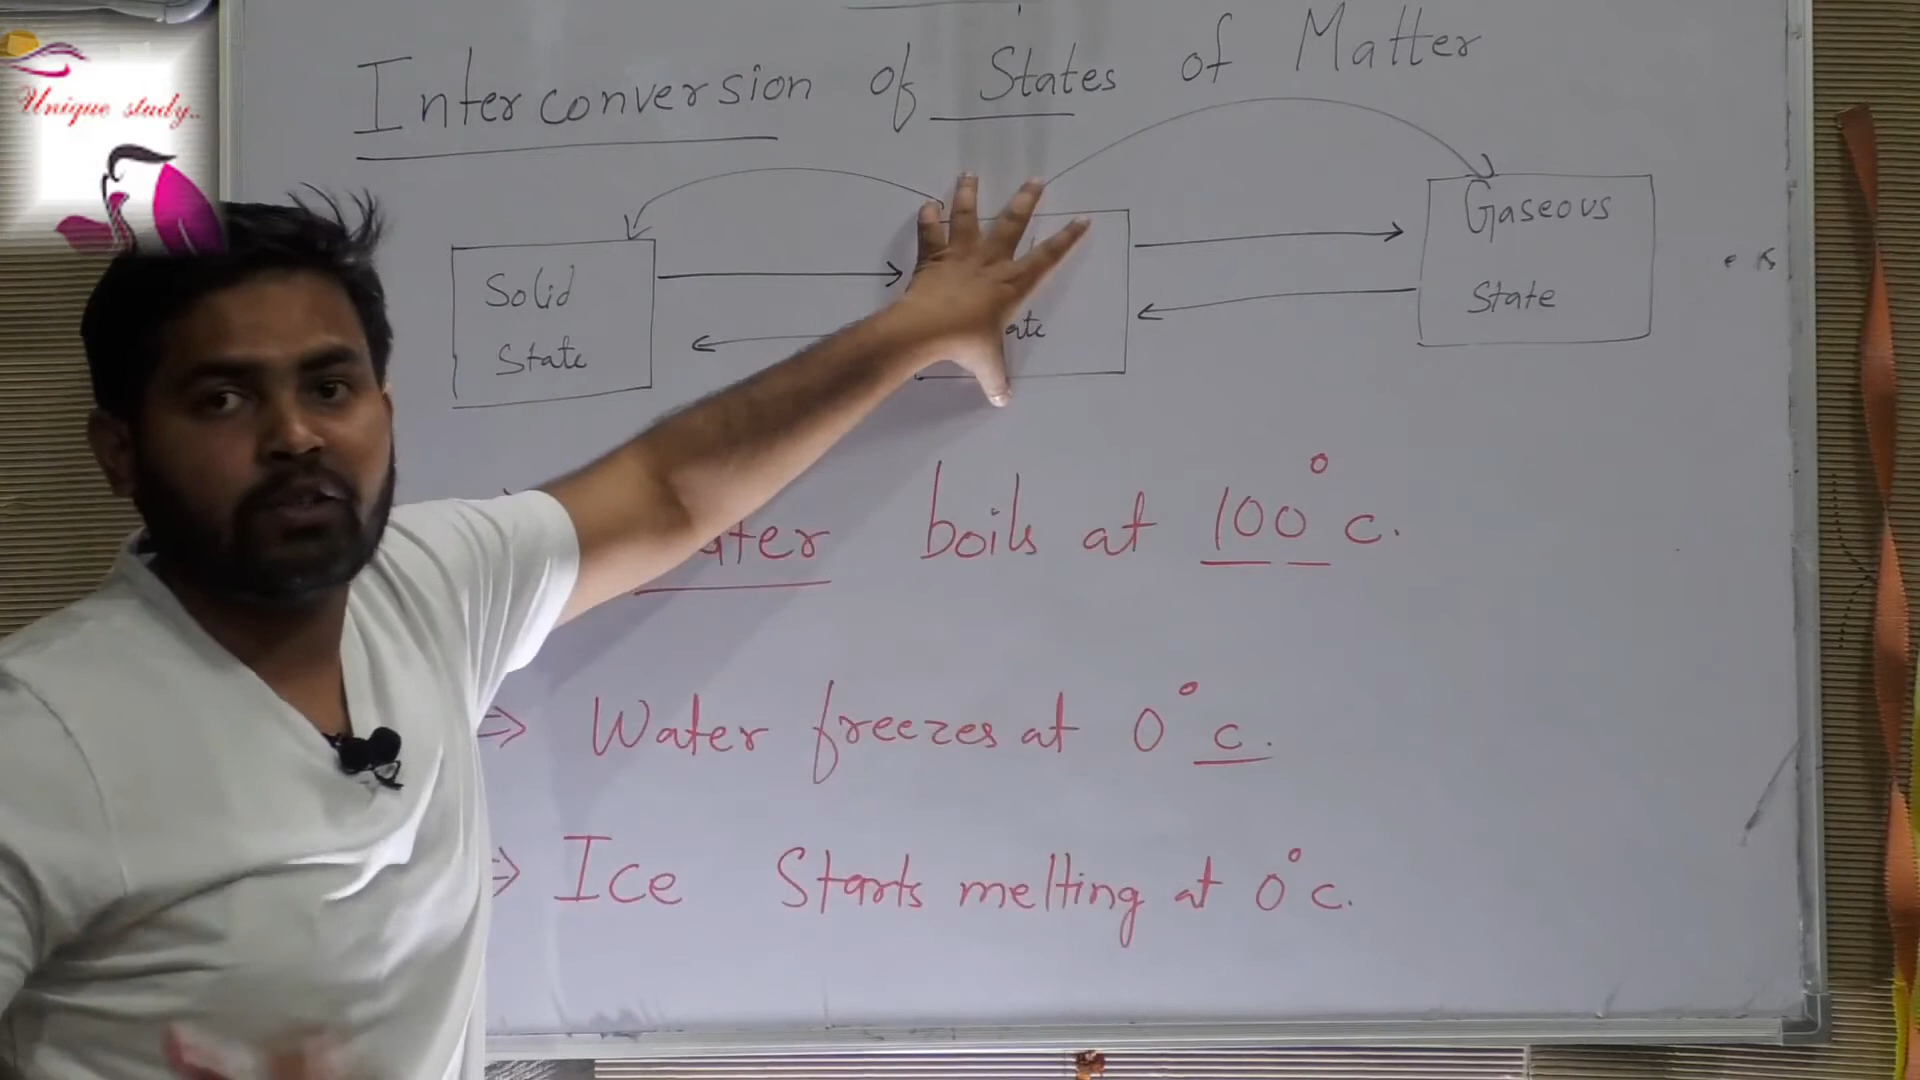 Unique study..
Interconversion of States of Matter
Solid
State
Gaseous
State
boils at 100°c.
⇒ Water freezes at 0°c.
⇒ Ice Starts melting at 0°c.